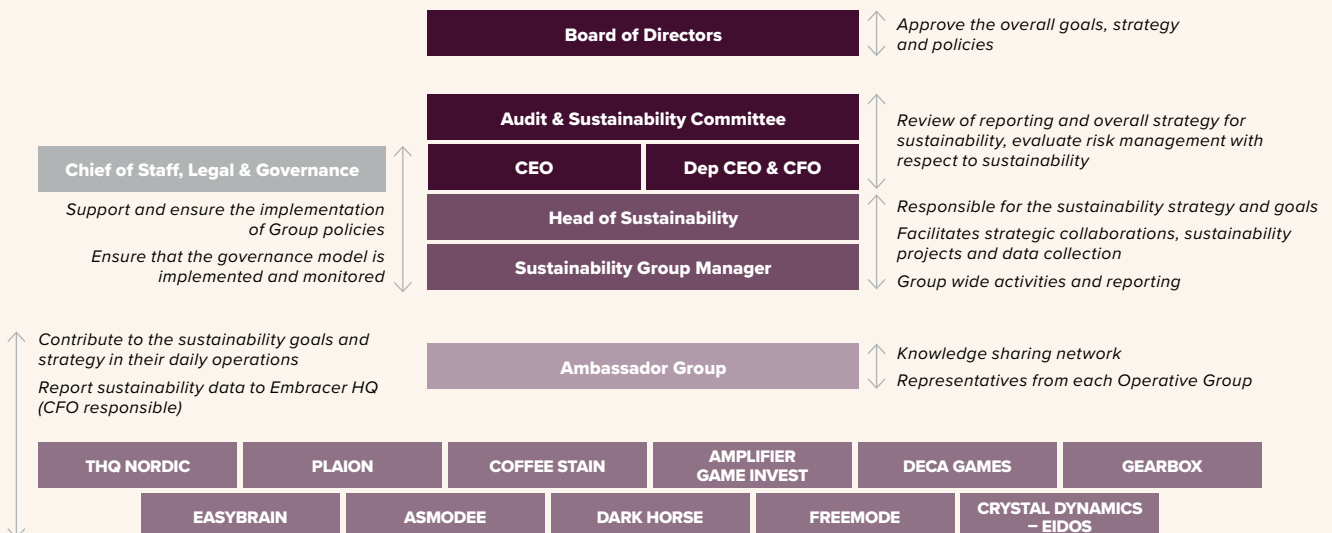 Board of Directors
Approve the overall goals, strategy
and policies
Audit & Sustainability Committee
Review of reporting and overall strategy for
sustainability, evaluate risk management with
respect to sustainability
CEO
Dep CEO & CFO
Chief of Staff, Legal & Governance
Support and ensure the implementation
of Group policies
Ensure that the governance model is
implemented and monitored
Head of Sustainability
Sustainability Group Manager
Responsible for the sustainability strategy and goals
Facilitates strategic collaborations, sustainability
projects and data collection
Group wide activities and reporting
Contribute to the sustainability goals and
strategy in their daily operations
Report sustainability data to Embracer HQ
(CFO responsible)
Ambassador Group
Knowledge sharing network
Representatives from each Operative Group
THQ NORDIC
PLAION
COFFEE STAIN
AMPLIFIER
GAME INVEST
DECA GAMES
GEARBOX
EASYBRAIN
ASMODEE
DARK HORSE
FREEMODE
CRYSTAL DYNAMICS
– EIDOS